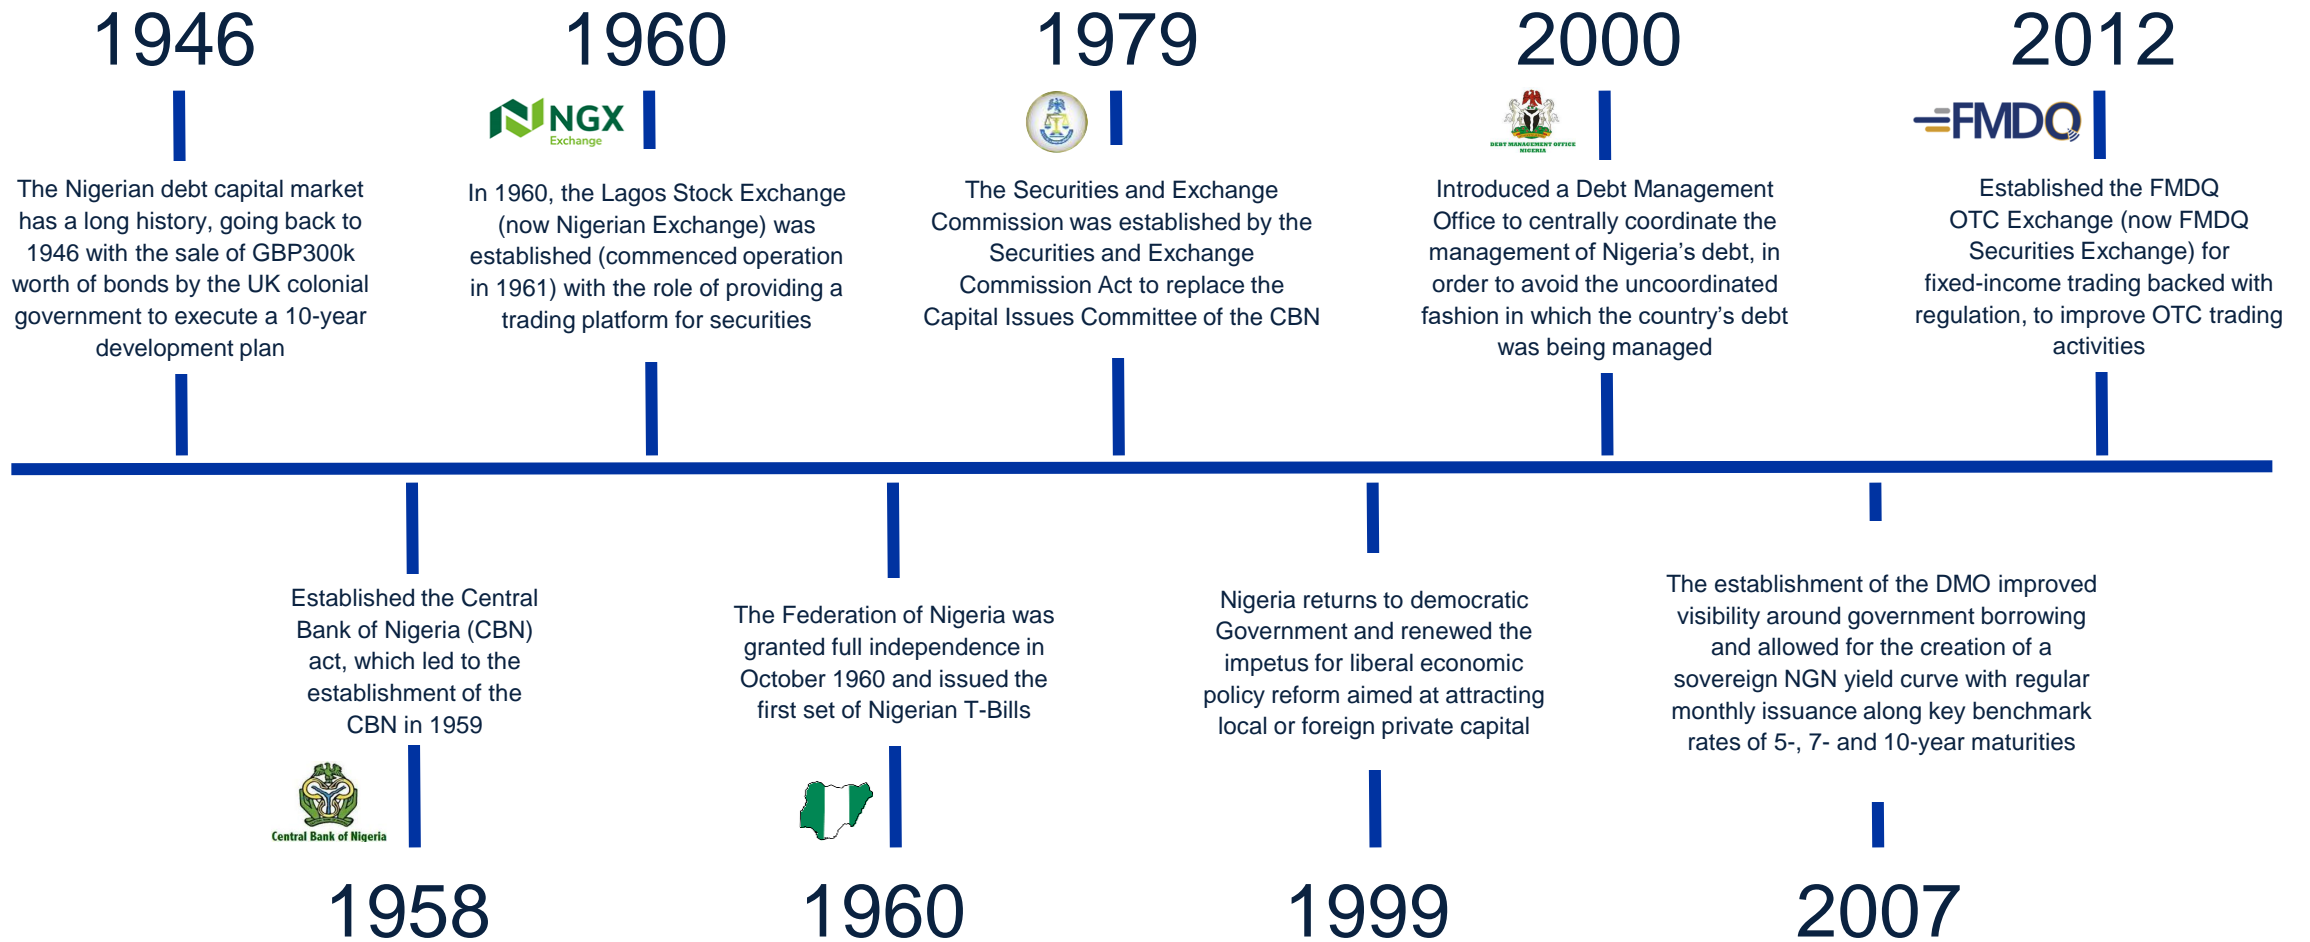 1946
The Nigerian debt capital market
has a long history, going back to
1946 with the sale of GBP300k
worth of bonds by the UK colonial
government to execute a 10-year
development plan
1960
NGX
Exchange
In 1960, the Lagos Stock Exchange
(now Nigerian Exchange) was
established (commenced operation
in 1961) with the role of providing a
trading platform for securities
1979
The Securities and Exchange
Commission was established by the
Securities and Exchange
Commission Act to replace the
Capital Issues Committee of the CBN
2000
DEBT MANAGEMENT OFFICE
NIGERIA
Introduced a Debt Management
Office to centrally coordinate the
management of Nigeria’s debt, in
order to avoid the uncoordinated
fashion in which the country’s debt
was being managed
2012
FMDQ
Established the FMDQ
OTC Exchange (now FMDQ
Securities Exchange) for
fixed-income trading backed with
regulation, to improve OTC trading
activities
Established the Central
Bank of Nigeria (CBN)
act, which led to the
establishment of the
CBN in 1959
Central Bank of Nigeria
1958
The Federation of Nigeria was
granted full independence in
October 1960 and issued the
first set of Nigerian T-Bills
1960
Nigeria returns to democratic
Government and renewed the
impetus for liberal economic
policy reform aimed at attracting
local or foreign private capital
1999
The establishment of the DMO improved
visibility around government borrowing
and allowed for the creation of a
sovereign NGN yield curve with regular
monthly issuance along key benchmark
rates of 5-, 7- and 10-year maturities
2007